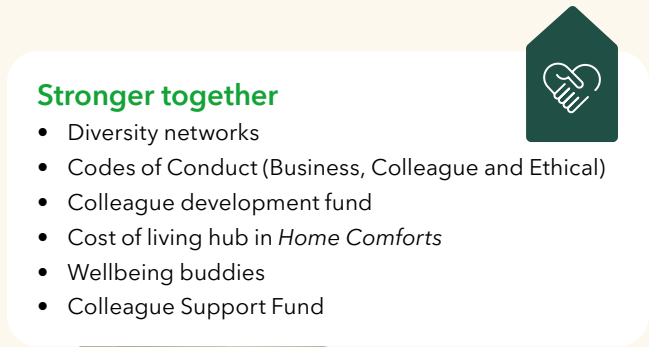 Stronger together
• Diversity networks
• Codes of Conduct (Business, Colleague and Ethical)
• Colleague development fund
• Cost of living hub in Home Comforts
• Wellbeing buddies
• Colleague Support Fund